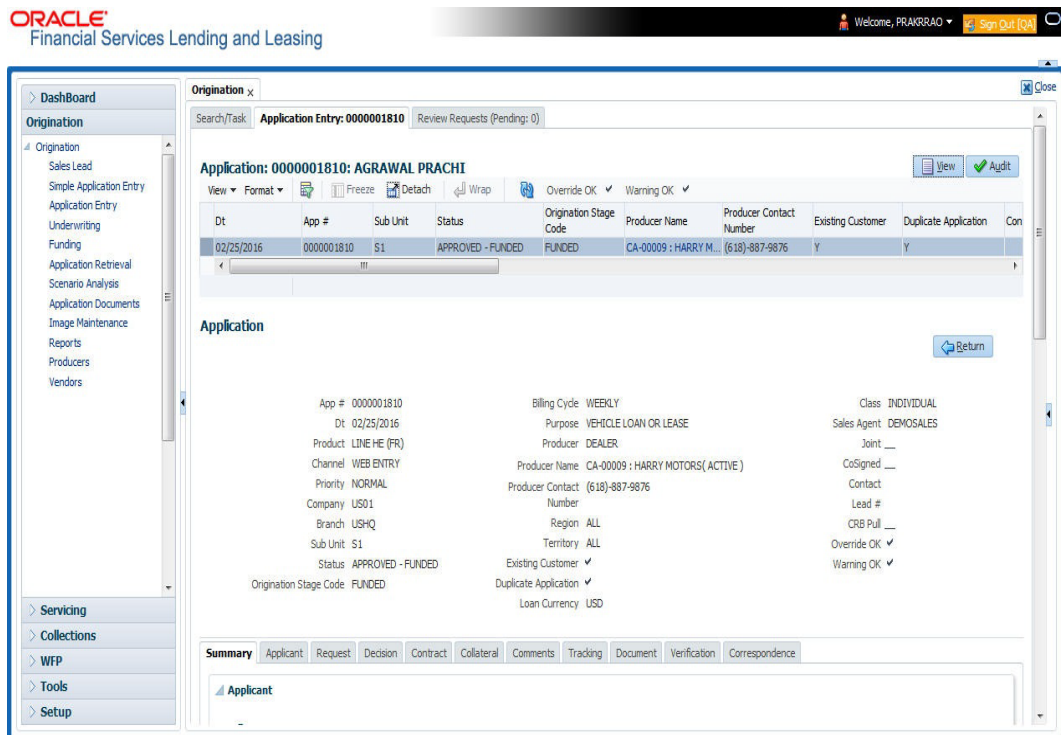 ORACLE
Financial Services Lending and Leasing
Welcome, PRAKRRAO
Sign Out [QA]
DashBoard
Origination
Origination
Sales Lead
Simple Application Entry
Application Entry
Underwriting
Funding
Application Retrieval
Scenario Analysis
Application Documents
Image Maintenance
Reports
Producers
Vendors
Servicing
Collections
WFP
Tools
Setup
Origination x
Close
Search/Task Application Entry: 0000001810 Review Requests (Pending: 0)
Application: 0000001810: AGRAWAL PRACHI
View Audit
View Format Freeze Detach Wrap Override OK Warning OK
Dt App # Sub Unit Status Origination Stage Code Producer Name Producer Contact Number Existing Customer Duplicate Application Con
02/25/2016 0000001810 S1 APPROVED - FUNDED FUNDED CA-00009 : HARRY M... (618)-887-9876 Y Y
Application
Return
App # 0000001810
Dt 02/25/2016
Product LINE HE (FR)
Channel WEB ENTRY
Priority NORMAL
Company US01
Branch USHQ
Sub Unit S1
Status APPROVED - FUNDED
Origination Stage Code FUNDED
Billing Cycle WEEKLY
Purpose VEHICLE LOAN OR LEASE
Producer DEALER
Producer Name CA-00009 : HARRY MOTORS( ACTIVE )
Producer Contact (618)-887-9876
Number
Region ALL
Territory ALL
Existing Customer
Duplicate Application
Loan Currency USD
Class INDIVIDUAL
Sales Agent DEMOSALES
Joint
CoSigned
Contact
Lead #
CRB Pull
Override OK
Warning OK
Summary Applicant Request Decision Contract Collateral Comments Tracking Document Verification Correspondence
Applicant